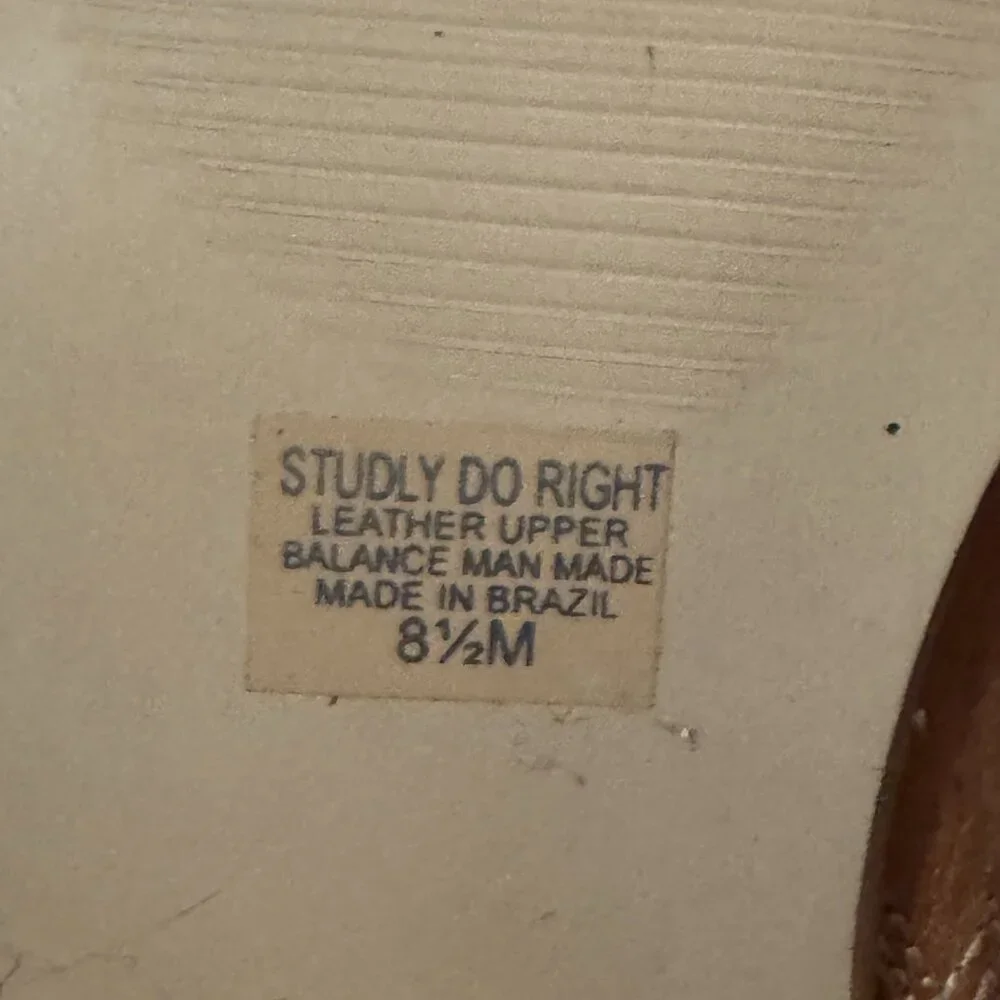 STUDLY DO RIGHT
LEATHER UPPER
BALANCE MAN MADE
MADE IN BRAZIL
8½M